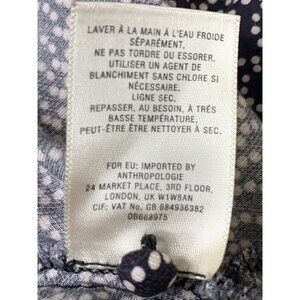 LAVER À LA MAIN À L'EAU FROIDE
SÉPARÉMENT.
NE PAS TORDRE OU ESSORER.
UTILISER UN AGENT DE
BLANCHIMENT SANS CHLORE SI
NÉCESSAIRE.
LIGNE SEC.
REPASSER, AU BESOIN, À TRÈS
BASSE TEMPÉRATURE.
PEUT-ÊTRE ÊTRE NETTOYER À SEC.
FOR EU: IMPORTED BY
ANTHROPOLOGIE
24 MARKET PLACE, 3RD FLOOR,
LONDON, UK W1W8AN
CIF: VAT No. GB 684936382
OB668975